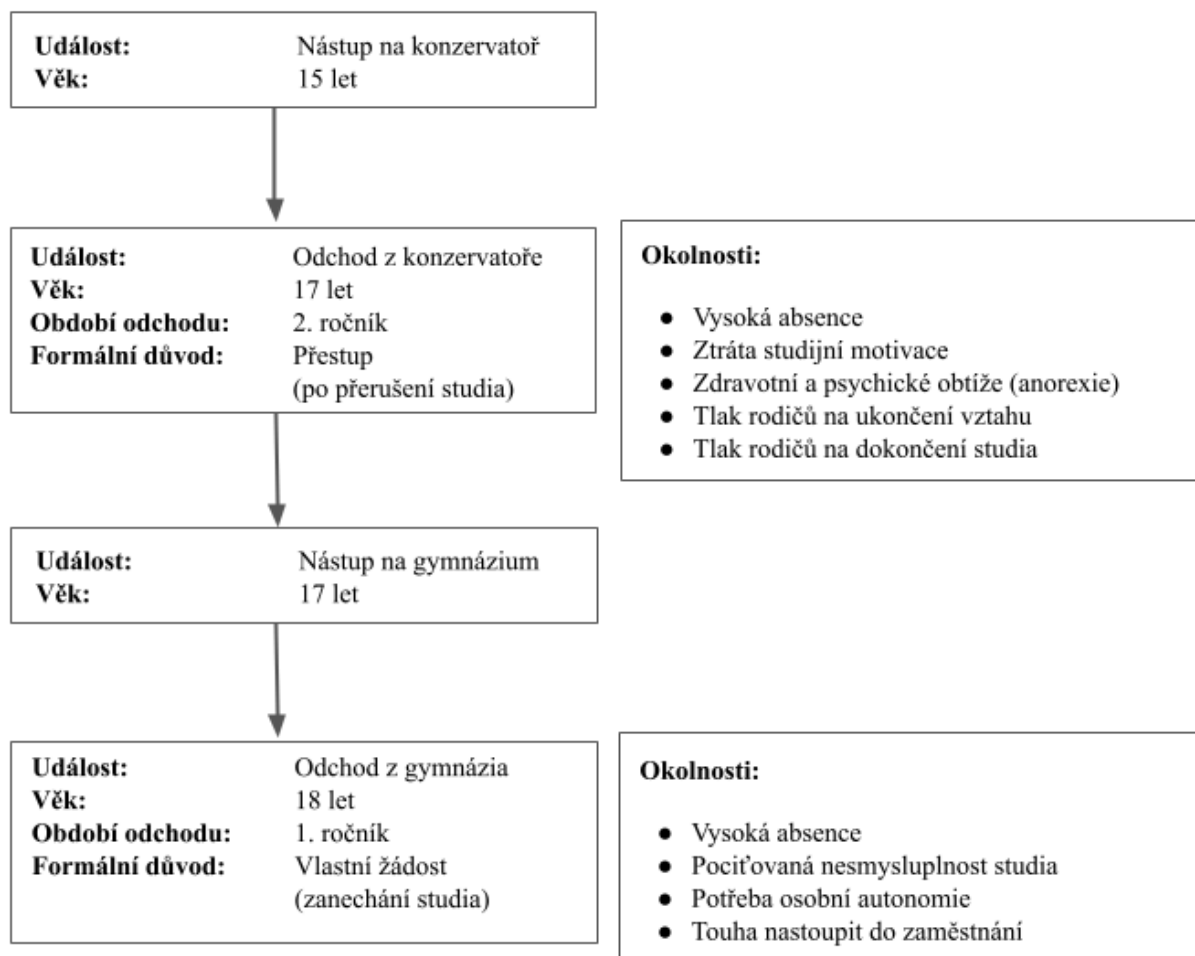 Událost: Nástup na konzervatoř
Věk: 15 let
Událost: Odchod z konzervatoře
Věk: 17 let
Období odchodu: 2. ročník
Formální důvod: Přestup
(po přerušení studia)
Okolnosti:
● Vysoká absence
● Ztráta studijní motivace
● Zdravotní a psychické obtíže (anorexie)
● Tlak rodičů na ukončení vztahu
● Tlak rodičů na dokončení studia
Událost: Nástup na gymnázium
Věk: 17 let
Událost: Odchod z gymnázia
Věk: 18 let
Období odchodu: 1. ročník
Formální důvod: Vlastní žádost
(zanechání studia)
Okolnosti:
● Vysoká absence
● Pociťovaná nesmysluplnost studia
● Potřeba osobní autonomie
● Touha nastoupit do zaměstnání